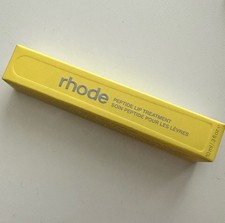 rhode
PEPTIDE LIP TREATMENT
SOIN PEPTIDE POUR LES LÈVRES